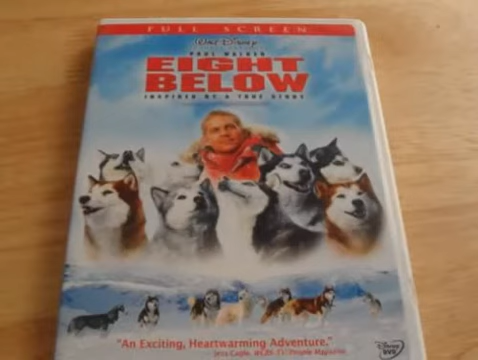 FULL SCREEN
Walt Disney
PAUL WALKER
EIGHT
BELOW
INSPIRED BY A TRUE STORY
"An Exciting, Heartwarming Adventure."
Disney
DVD